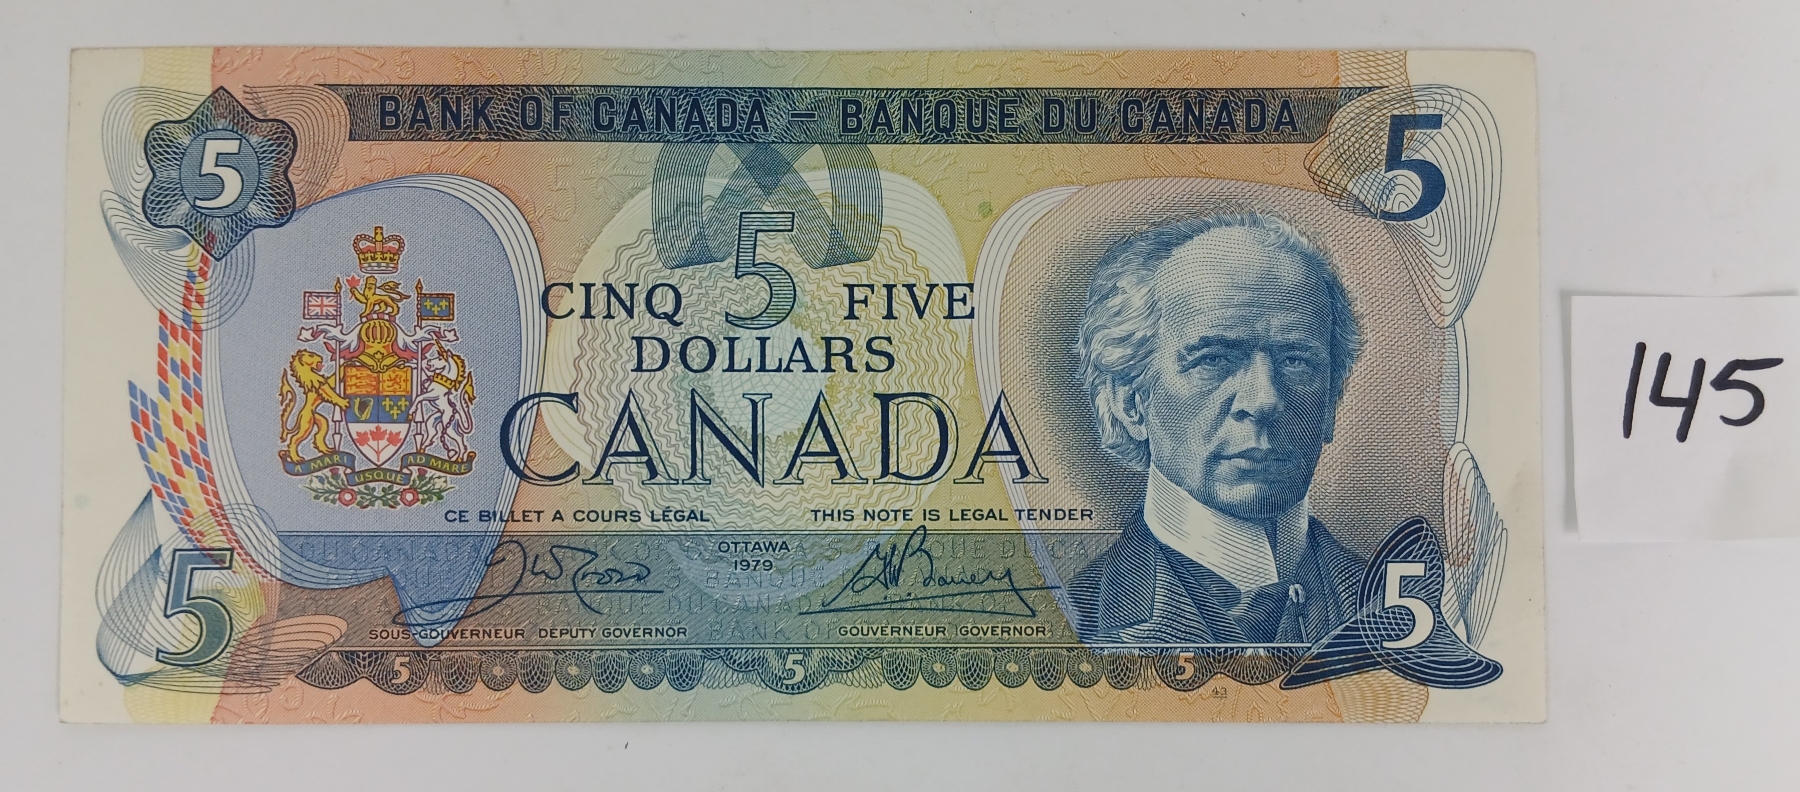 BANK OF CANADA – BANQUE DU CANADA
5
5
5
CINQ FIVE
DOLLARS
CANADA
A MARI USQUE AD MARE
CE BILLET A COURS LÉGAL
THIS NOTE IS LEGAL TENDER
OTTAWA
1979
SOUS-GOUVERNEUR DEPUTY GOVERNOR
GOUVERNEUR GOVERNOR
5
5
5
5
5
43
145